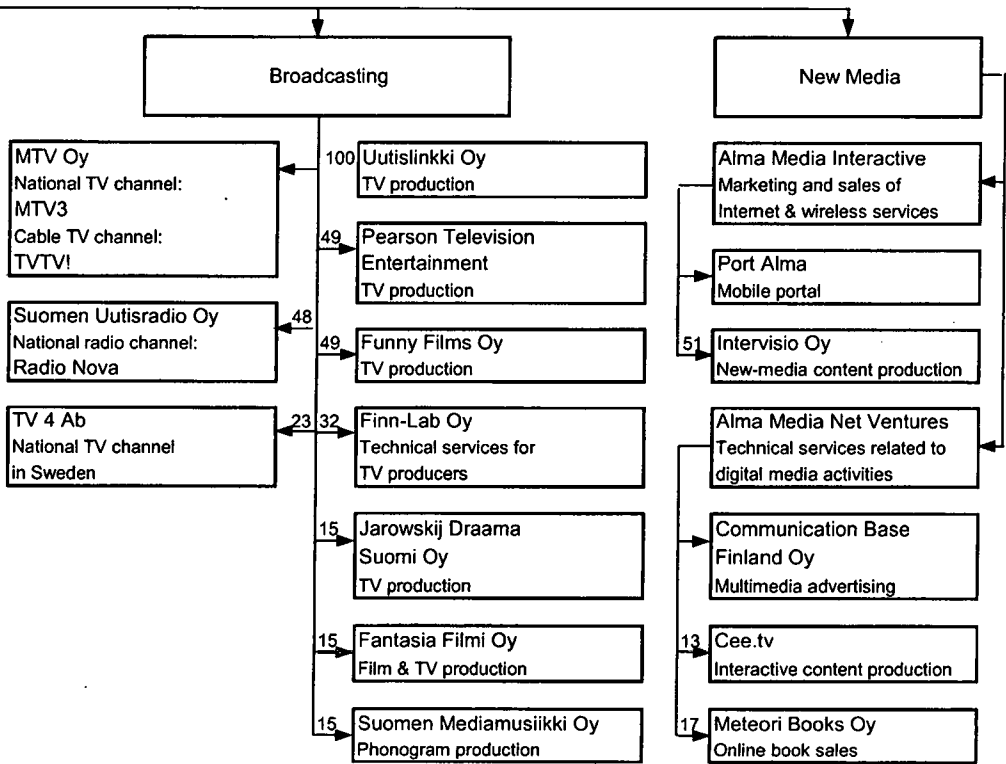 Broadcasting
MTV Oy
National TV channel:
MTV3
Cable TV channel:
TVTV!
48
Suomen Uutisradio Oy
National radio channel:
Radio Nova
23
TV 4 Ab
National TV channel
in Sweden
100
Uutislinkki Oy
TV production
49
Pearson Television
Entertainment
TV production
49
Funny Films Oy
TV production
32
Finn-Lab Oy
Technical services for
TV producers
15
Jarowskij Draama
Suomi Oy
TV production
15
Fantasia Filmi Oy
Film & TV production
15
Suomen Mediamusiikki Oy
Phonogram production
New Media
Alma Media Interactive
Marketing and sales of
Internet & wireless services
Port Alma
Mobile portal
51
Intervisio Oy
New-media content production
Alma Media Net Ventures
Technical services related to
digital media activities
Communication Base
Finland Oy
Multimedia advertising
13
Cee.tv
Interactive content production
17
Meteori Books Oy
Online book sales